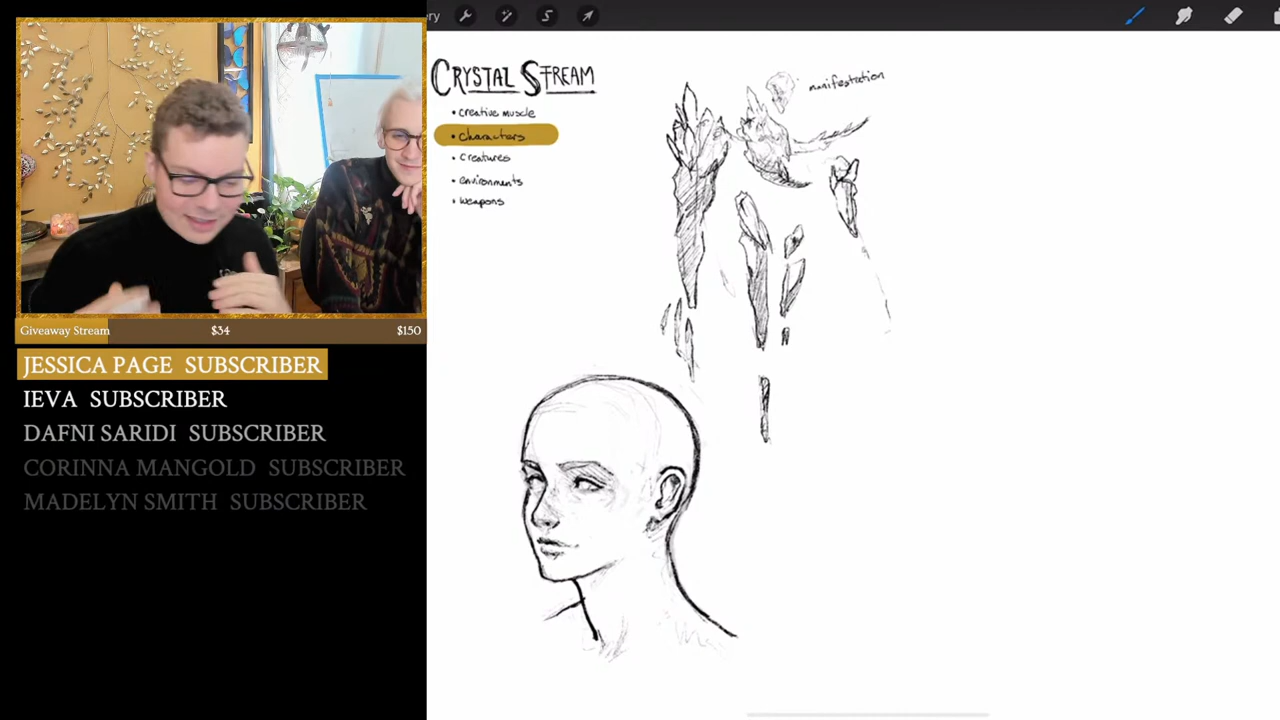 ry
CRYSTAL STREAM
• creative muscle
• characters
• creatures
• environments
• weapons
manifestation
Giveaway Stream $34 $150
JESSICA PAGE SUBSCRIBER
IEVA SUBSCRIBER
DAFNI SARIDI SUBSCRIBER
CORINNA MANGOLD SUBSCRIBER
MADELYN SMITH SUBSCRIBER